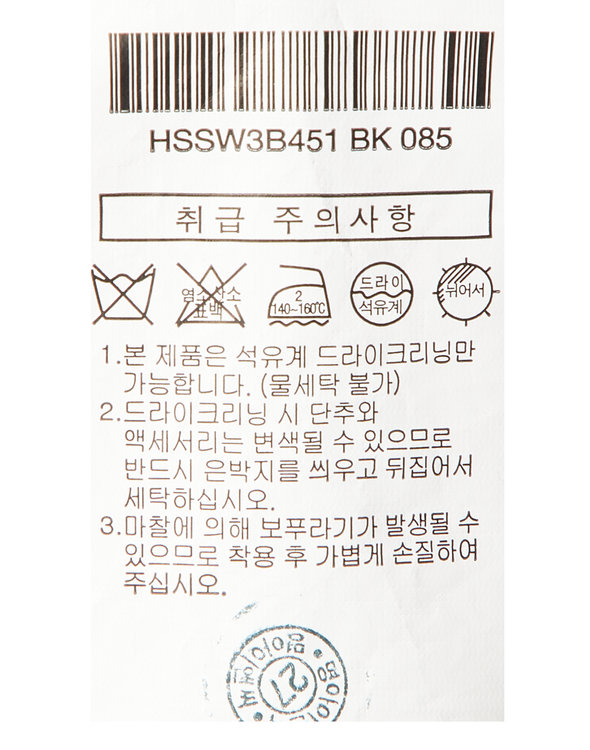 HSSW3B451 BK 085
취급 주의사항
염소산소
표백
2
140~160℃
드라이
석유계
뉘어서
1.본 제품은 석유계 드라이크리닝만
가능합니다. (물세탁 불가)
2.드라이크리닝 시 단추와
액세서리는 변색될 수 있으므로
반드시 은박지를 씌우고 뒤집어서
세탁하십시오.
3.마찰에 의해 보푸라기가 발생될 수
있으므로 착용 후 가볍게 손질하여
주십시오.
27